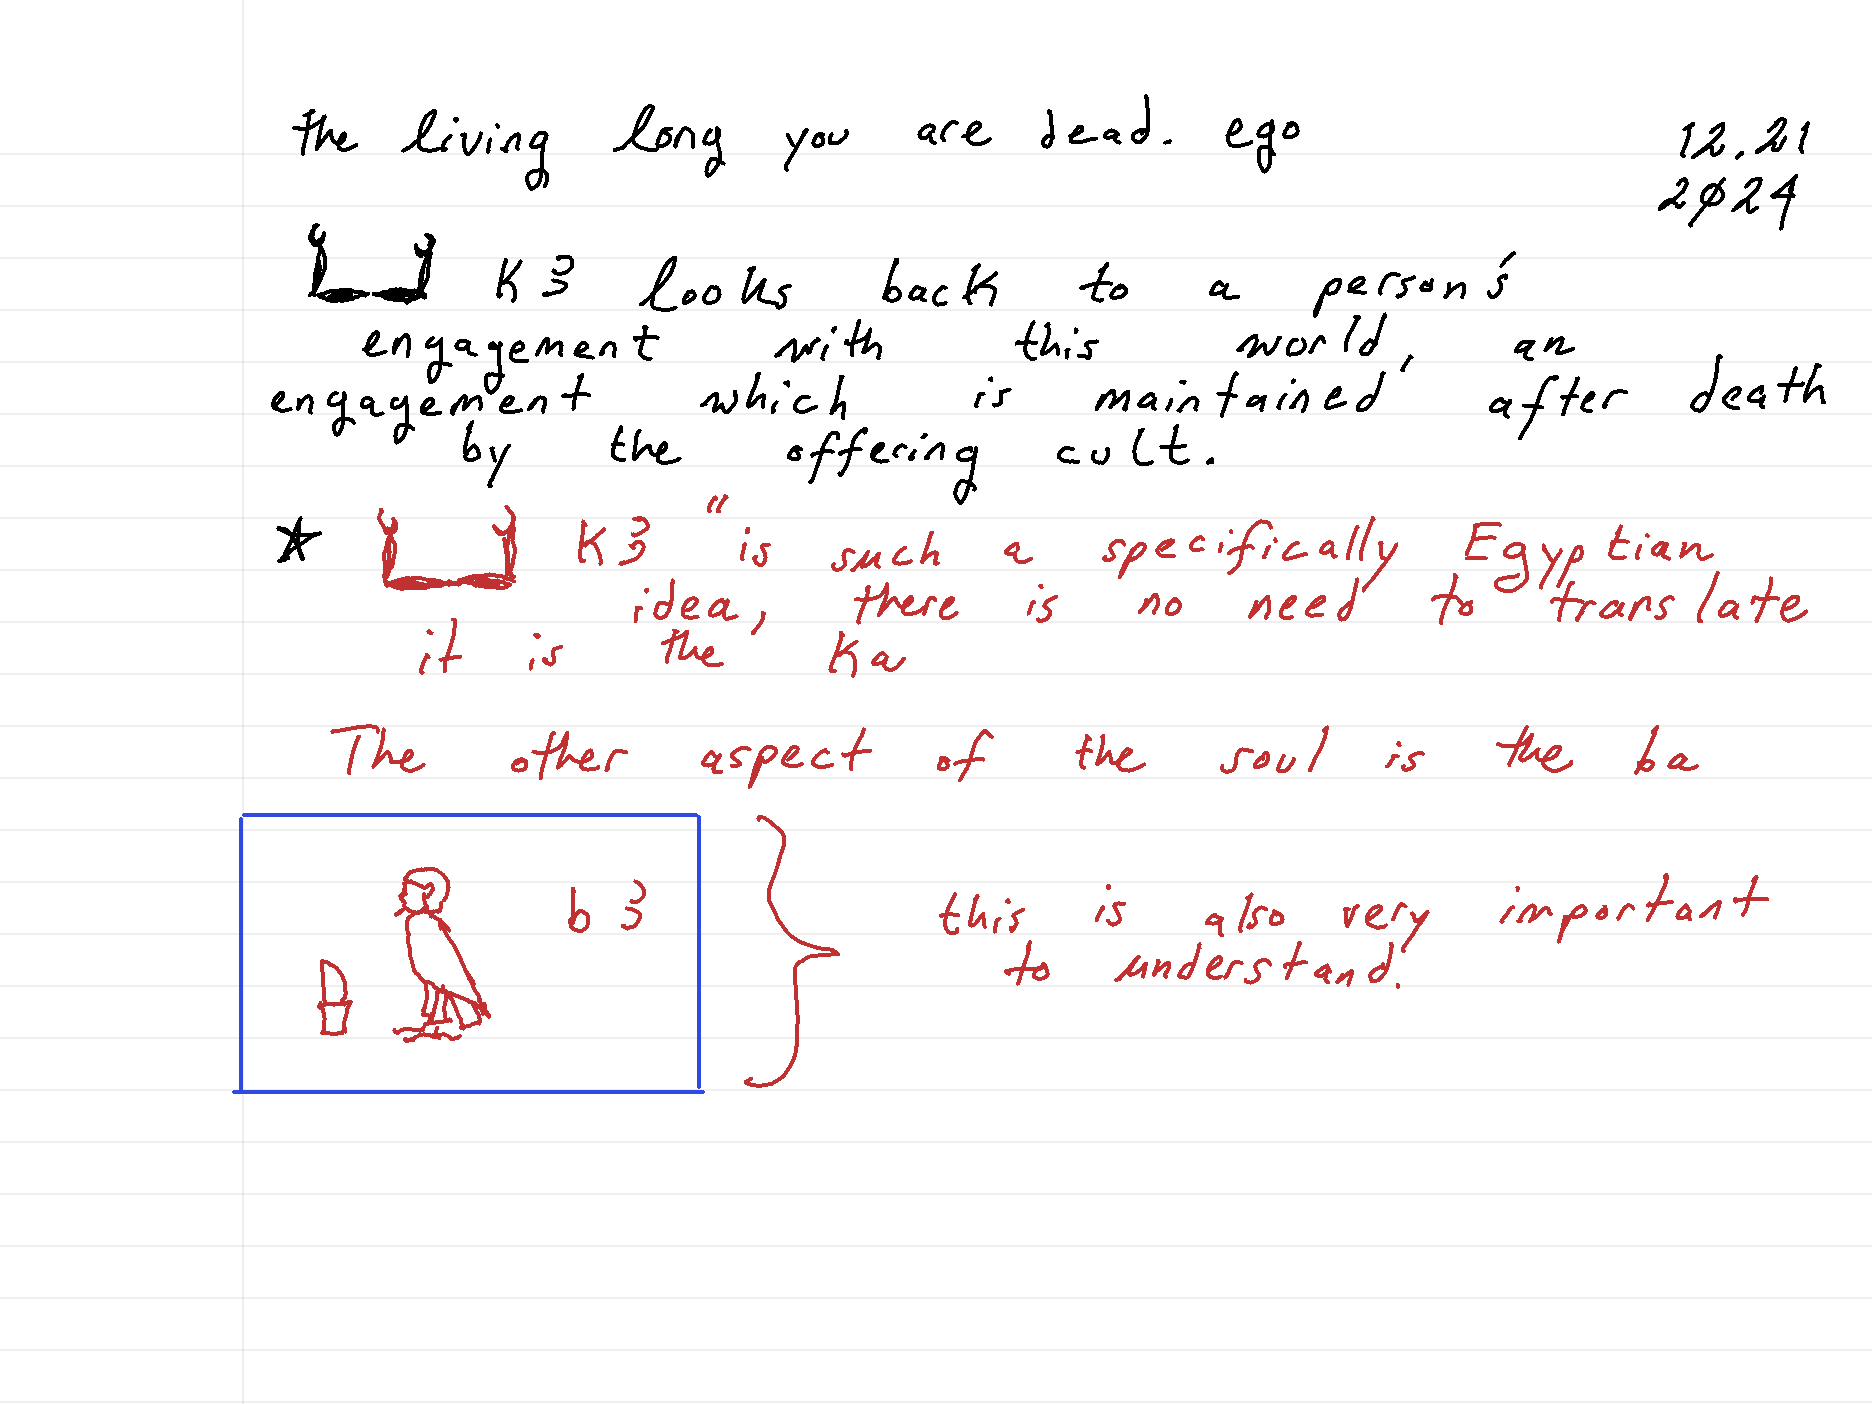 the living long you are dead. ego
12.21
2024
K3 looks back to a person's
engagement with this world, an
engagement which is maintained after death
by the offering cult.
K3 "is such a specifically Egyptian
idea, there is no need to translate
it is the Ka
The other aspect of the soul is the ba
b3
this is also very important
to understand.